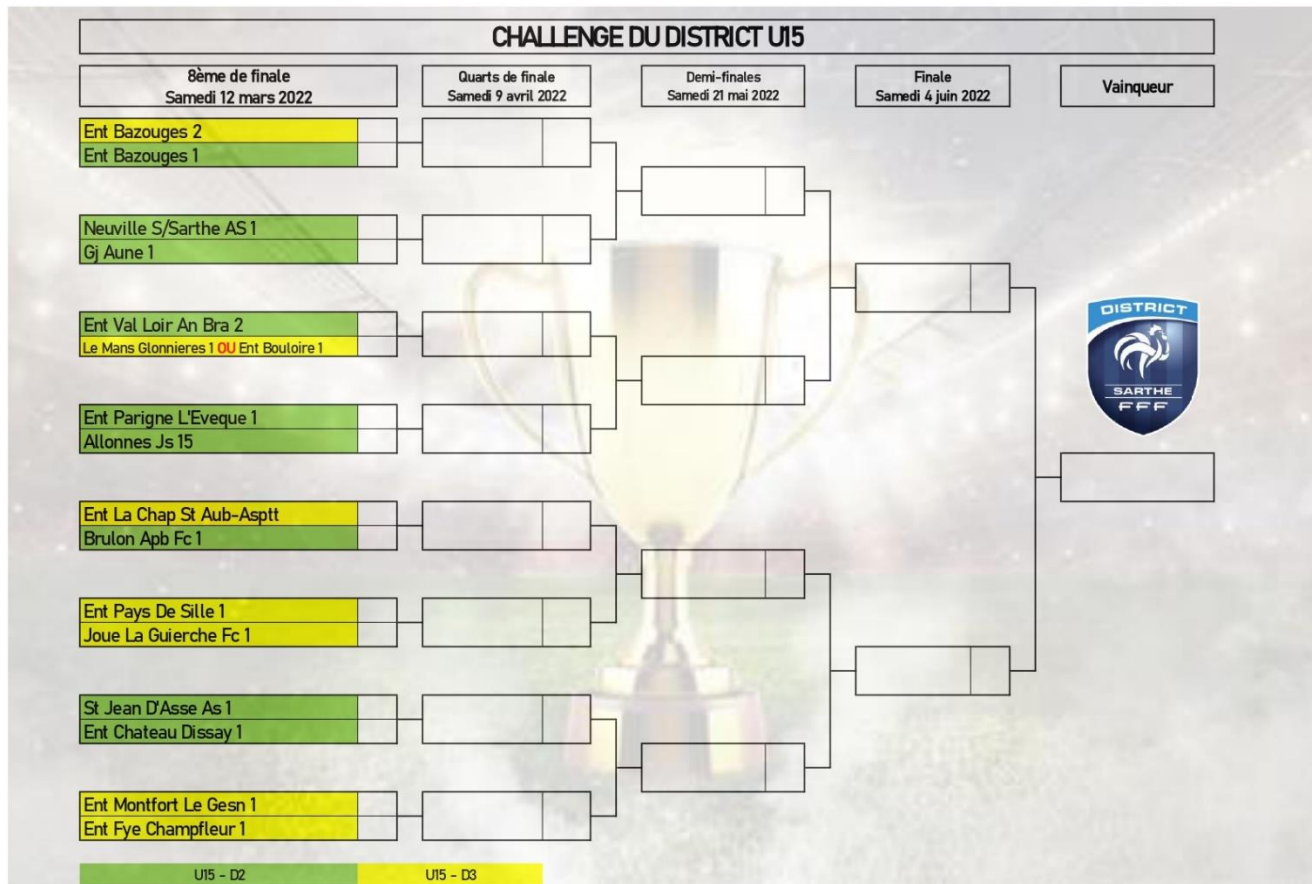 CHALLENGE DU DISTRICT U15
8ème de finale
Samedi 12 mars 2022
Quarts de finale
Samedi 9 avril 2022
Demi-finales
Samedi 21 mai 2022
Finale
Samedi 4 juin 2022
Vainqueur
Ent Bazouges 2
Ent Bazouges 1
Neuville S/Sarthe AS 1
Gj Aune 1
Ent Val Loir An Bra 2
Le Mans Glonnieres 1 OU Ent Bouloire 1
Ent Parigne L'Eveque 1
Allonnes Js 15
Ent La Chap St Aub-Asptt
Brulon Apb Fc 1
Ent Pays De Sille 1
Joue La Guierche Fc 1
St Jean D'Asse As 1
Ent Chateau Dissay 1
Ent Montfort Le Gesn 1
Ent Fye Champfleur 1
DISTRICT
SARTHE
FFF
U15 - D2
U15 - D3